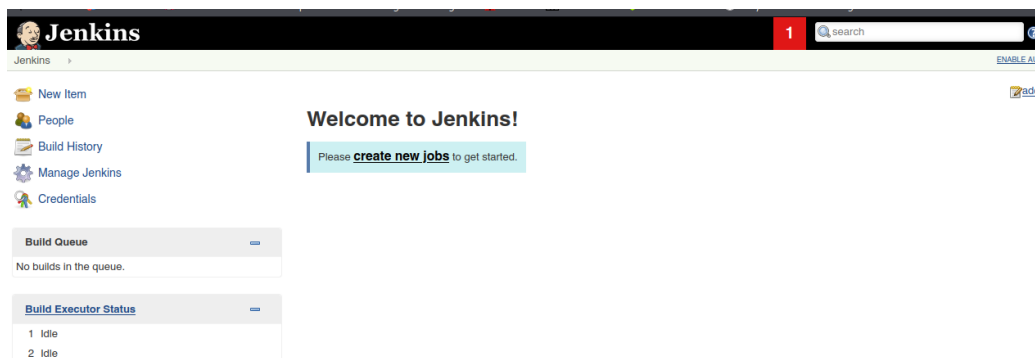 Jenkins
1
search
Jenkins
ENABLE AU
New Item
People
Build History
Manage Jenkins
Credentials
add
Welcome to Jenkins!
Please create new jobs to get started.
Build Queue
No builds in the queue.
Build Executor Status
1 Idle
2 Idle